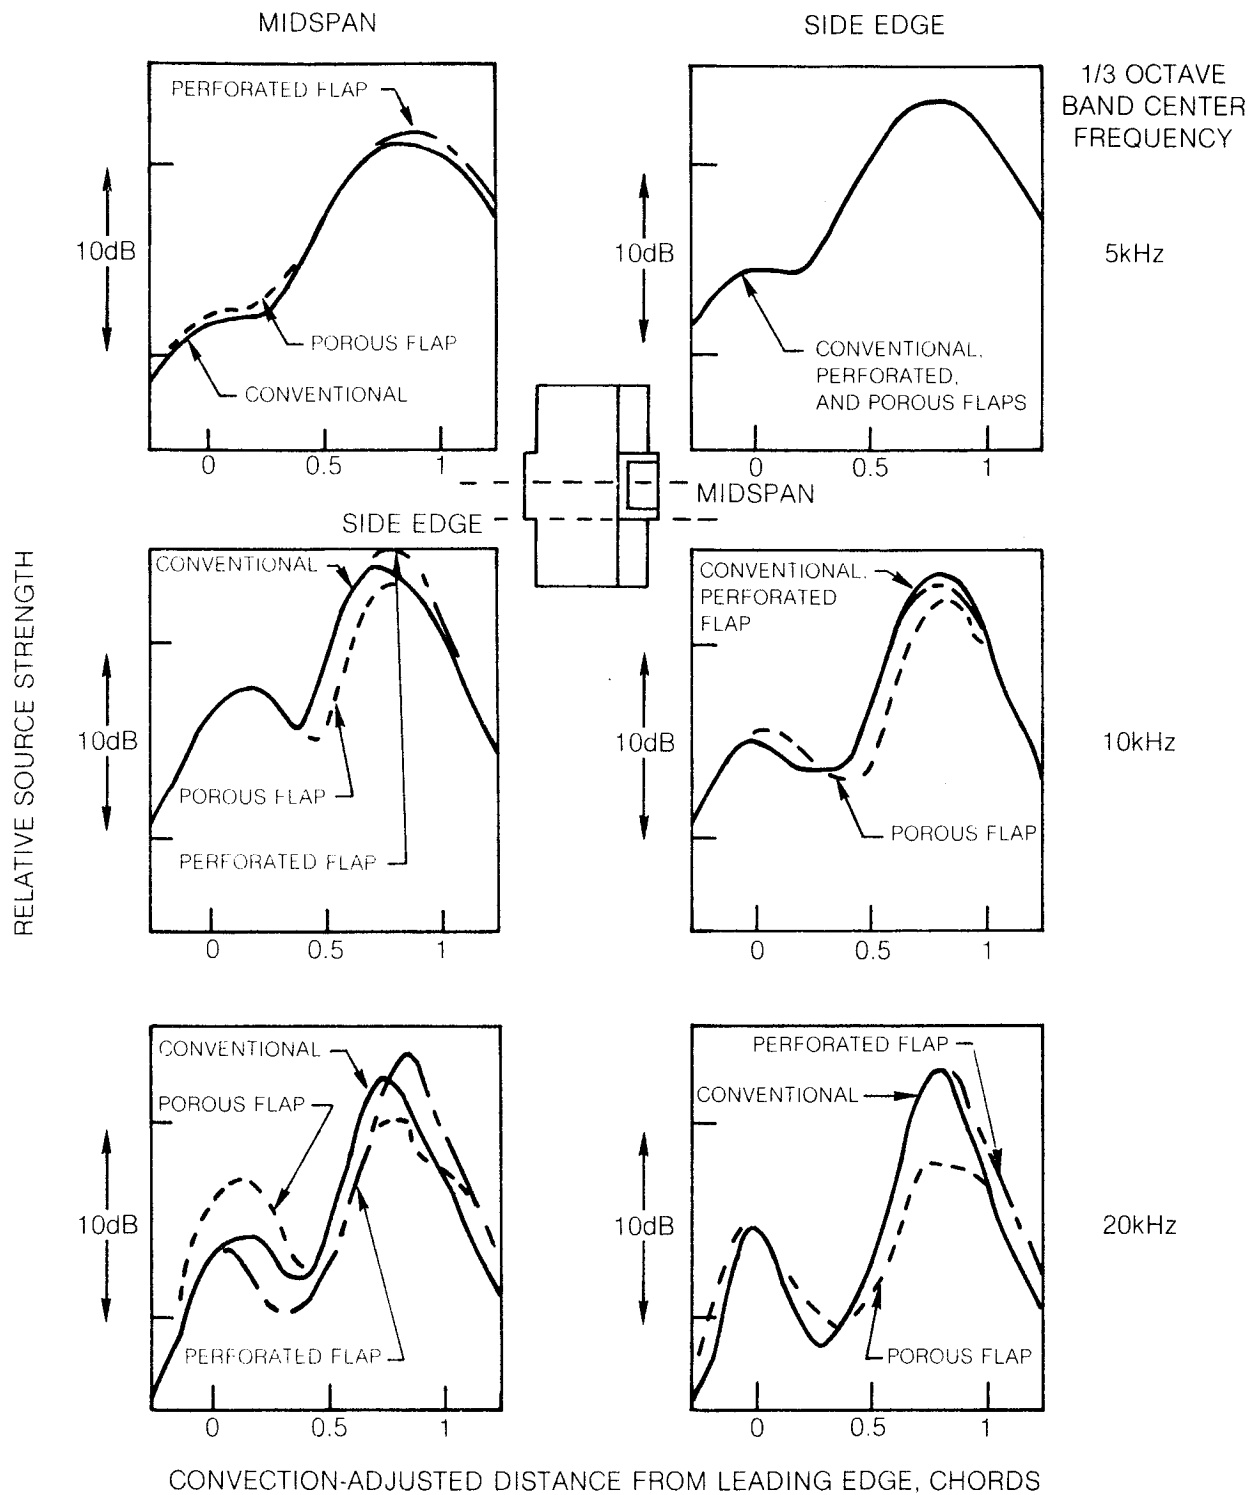 MIDSPAN
SIDE EDGE
1/3 OCTAVE
BAND CENTER
FREQUENCY
PERFORATED FLAP
10dB
POROUS FLAP
CONVENTIONAL
0 0.5 1
10dB
CONVENTIONAL,
PERFORATED,
AND POROUS FLAPS
0 0.5 1
5kHz
MIDSPAN
SIDE EDGE
RELATIVE SOURCE STRENGTH
CONVENTIONAL
10dB
POROUS FLAP
PERFORATED FLAP
0 0.5 1
CONVENTIONAL,
PERFORATED
FLAP
10dB
POROUS FLAP
0 0.5 1
10kHz
CONVENTIONAL
POROUS FLAP
10dB
PERFORATED FLAP
0 0.5 1
PERFORATED FLAP
CONVENTIONAL
10dB
POROUS FLAP
0 0.5 1
20kHz
CONVECTION-ADJUSTED DISTANCE FROM LEADING EDGE, CHORDS